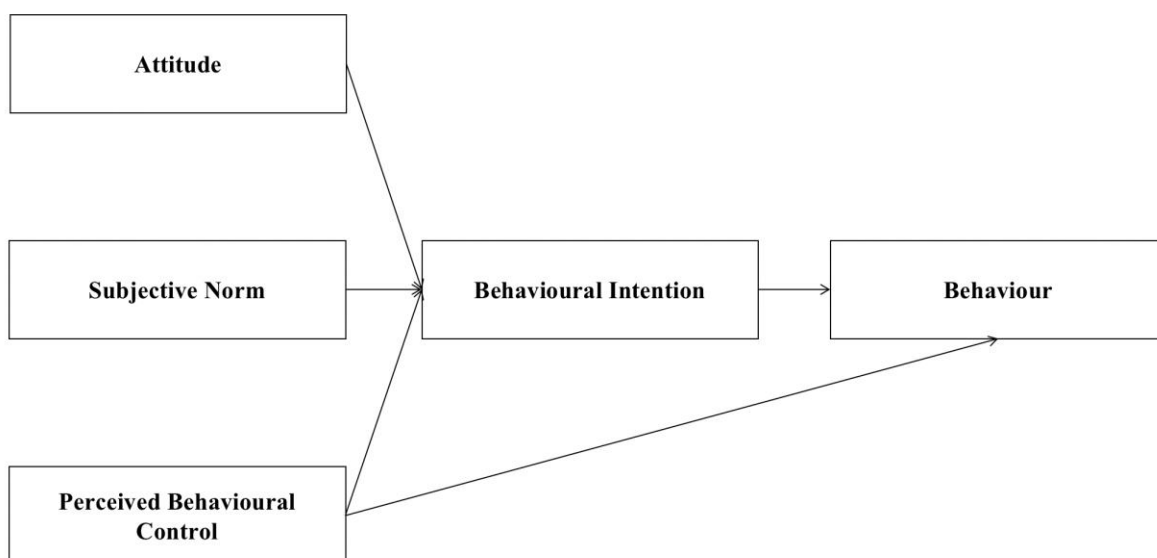 Attitude
Subjective Norm
Behavioural Intention
Behaviour
Perceived Behavioural
Control